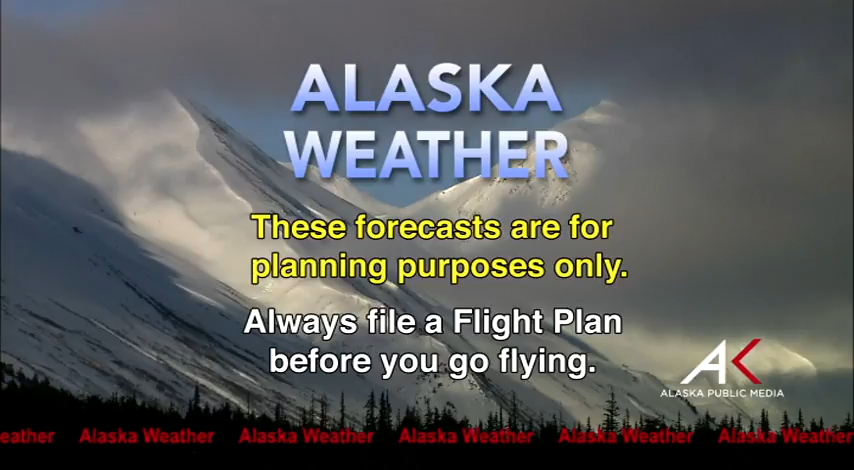 ALASKA
WEATHER
These forecasts are for
planning purposes only.
Always file a Flight Plan
before you go flying.
AK
ALASKA PUBLIC MEDIA
eather Alaska Weather Alaska Weather Alaska Weather Alaska Weather Alaska Weather